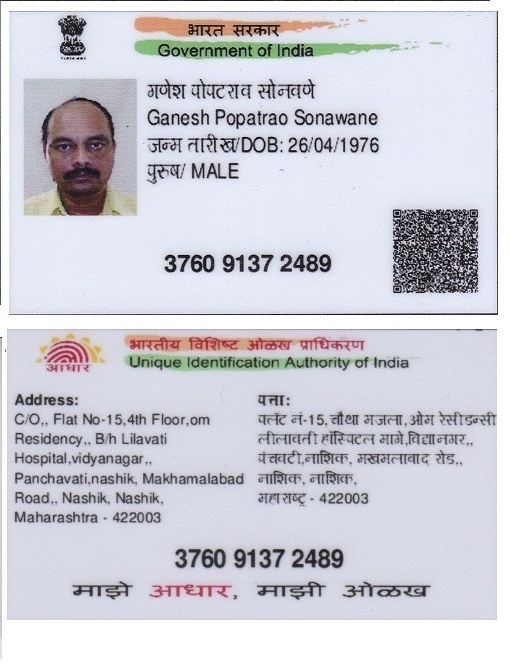 भारत सरकार
Government of India
गणेश पोपटराव सोनवणे
Ganesh Popatrao Sonawane
जन्म तारीख/DOB: 26/04/1976
पुरुष/ MALE
3760 9137 2489
भारतीय विशिष्ट ओळख प्राधिकरण
Unique Identification Authority of India
आधार
Address:
C/O,, Flat No-15,4th Floor,om
Residency,, B/h Lilavati
Hospital,vidyanagar,,
Panchavati,nashik, Makhamalabad
Road,, Nashik, Nashik,
Maharashtra - 422003
पत्ता:
फ्लॅट नं-15,चौथा मजला,ओम रेसीडन्सी
लीलावती हॉस्पिटल मागे,विद्यानगर,,
पंचवटी,नाशिक, मखमलाबाद रोड,,
नाशिक, नाशिक,
महाराष्ट्र - 422003
3760 9137 2489
माझे आधार, माझी ओळख